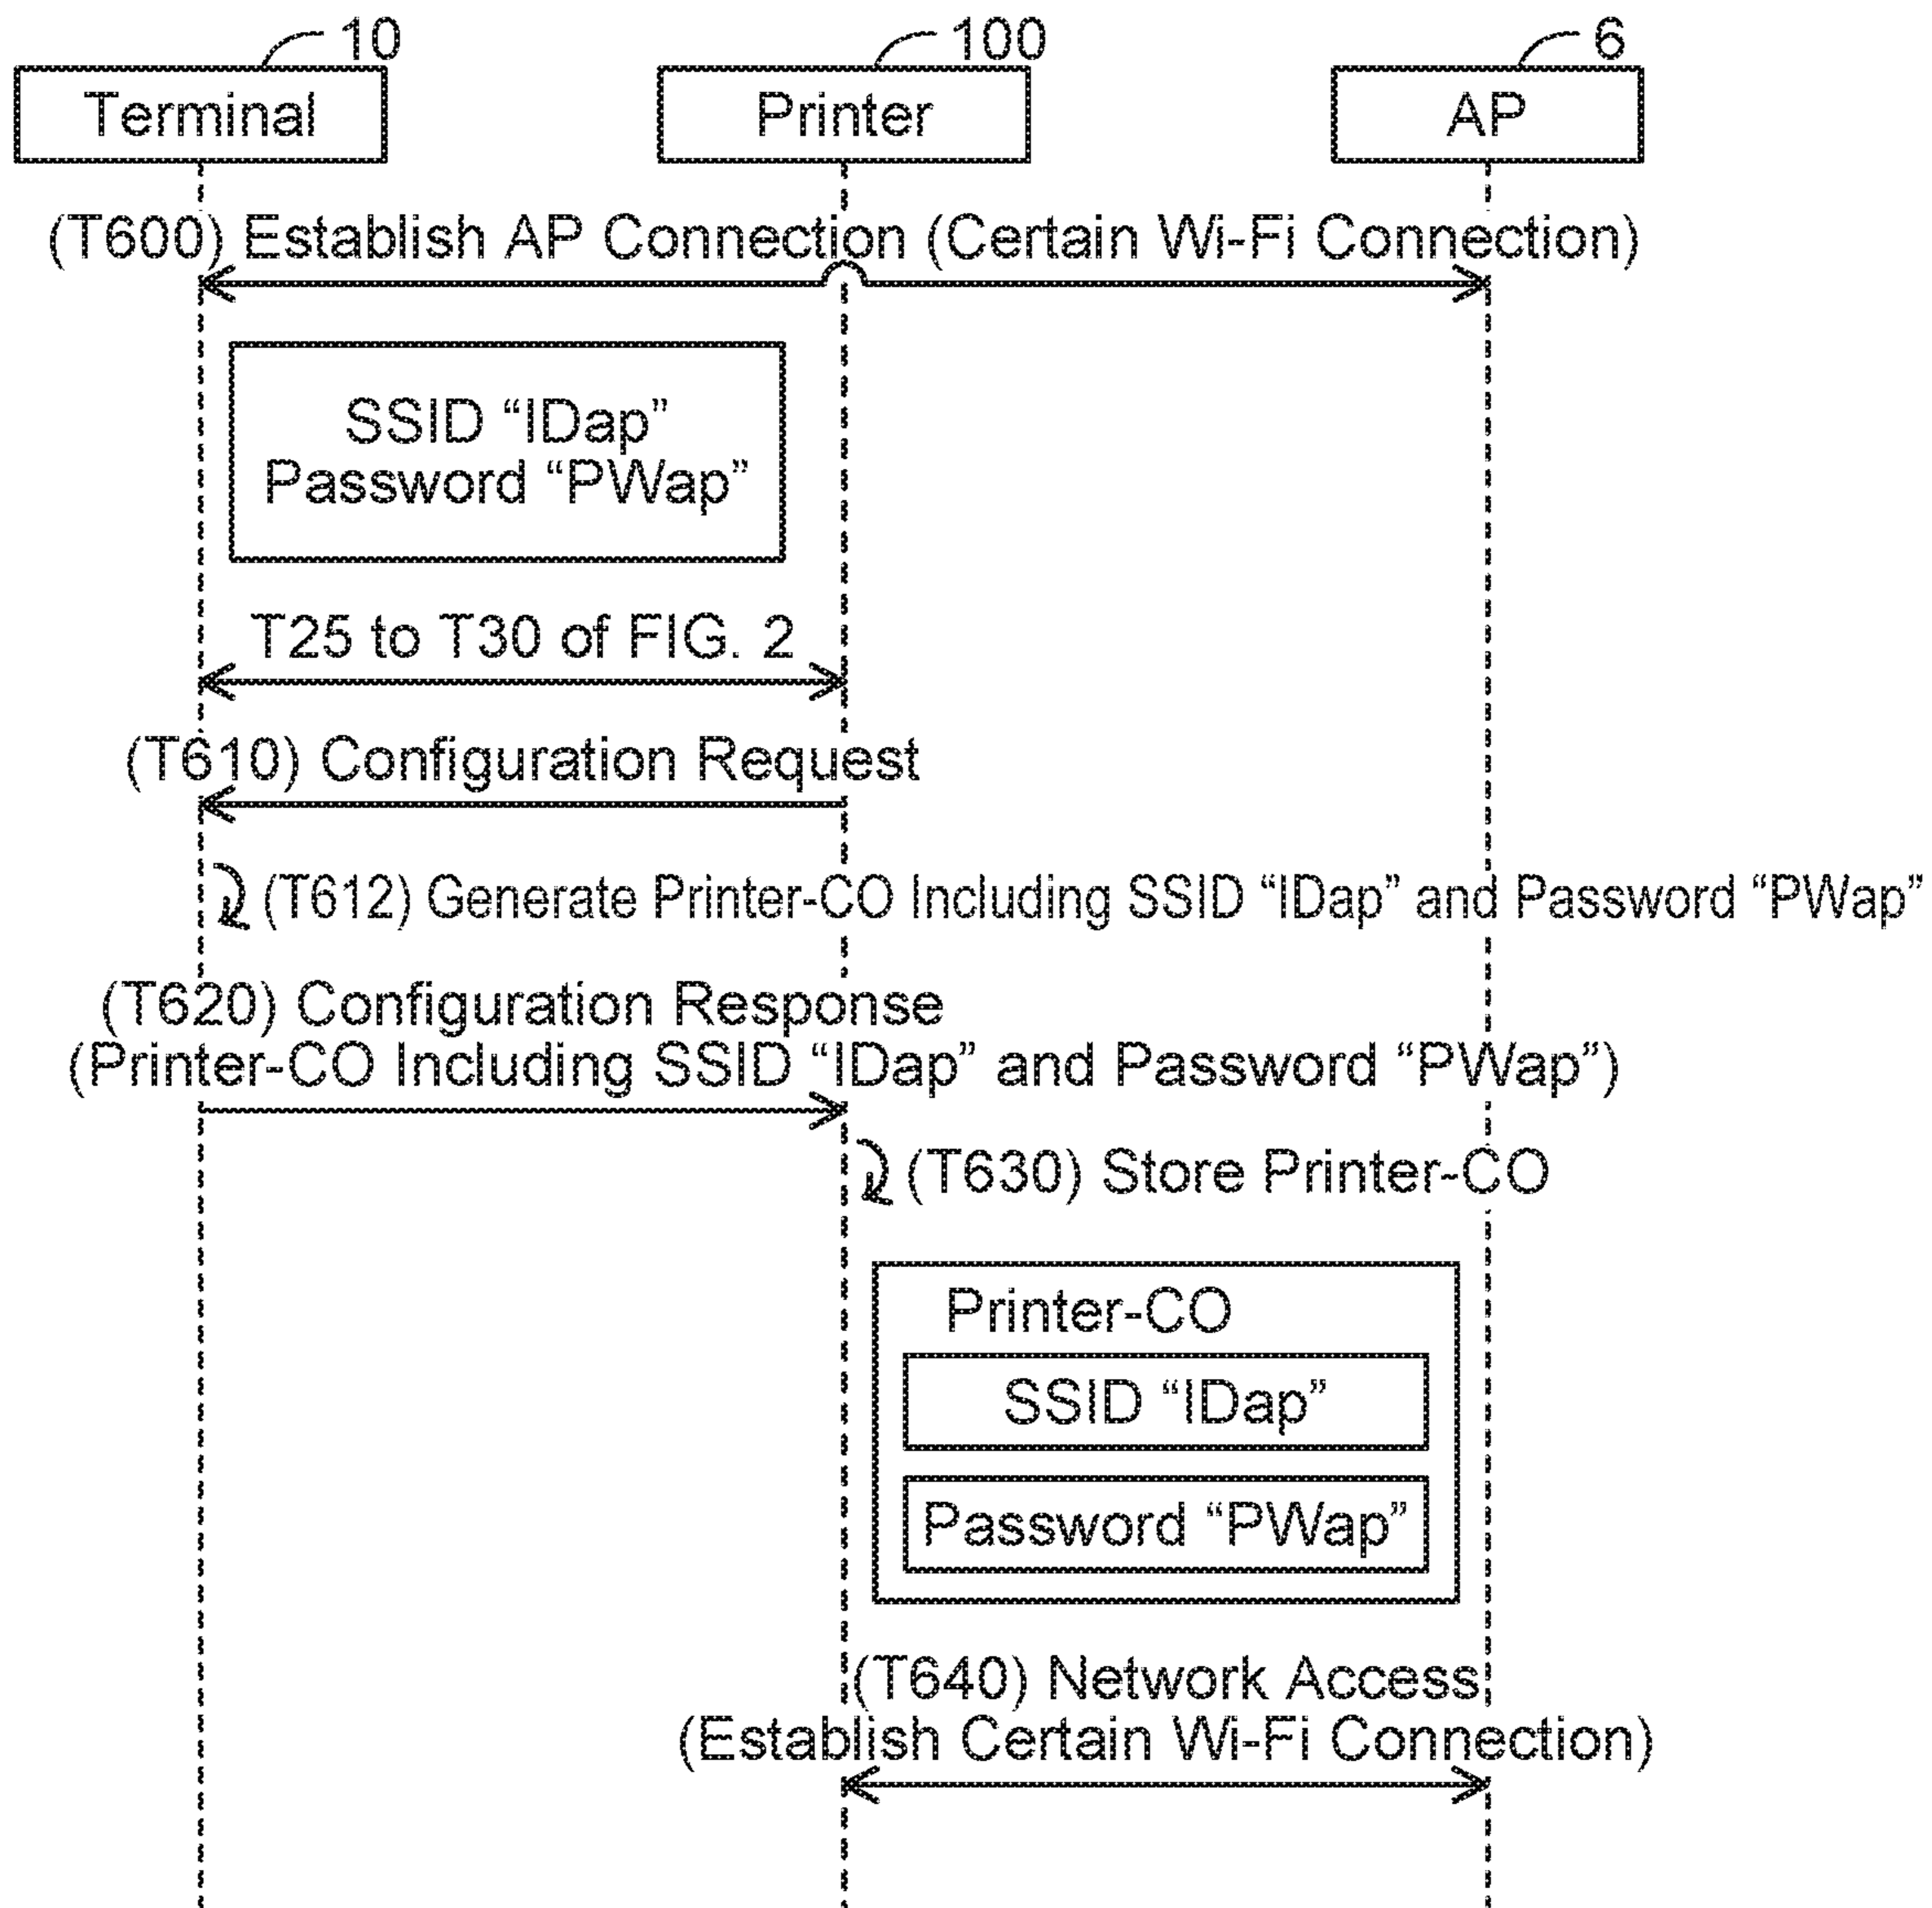 10
100
6
Terminal
Printer
AP
(T600) Establish AP Connection (Certain Wi-Fi Connection)
SSID “IDap”
Password “PWap”
T25 to T30 of FIG. 2
(T610) Configuration Request
(T612) Generate Printer-CO Including SSID “IDap” and Password “PWap”
(T620) Configuration Response
(Printer-CO Including SSID “IDap” and Password “PWap”)
(T630) Store Printer-CO
Printer-CO
SSID “IDap”
Password “PWap”
(T640) Network Access
(Establish Certain Wi-Fi Connection)